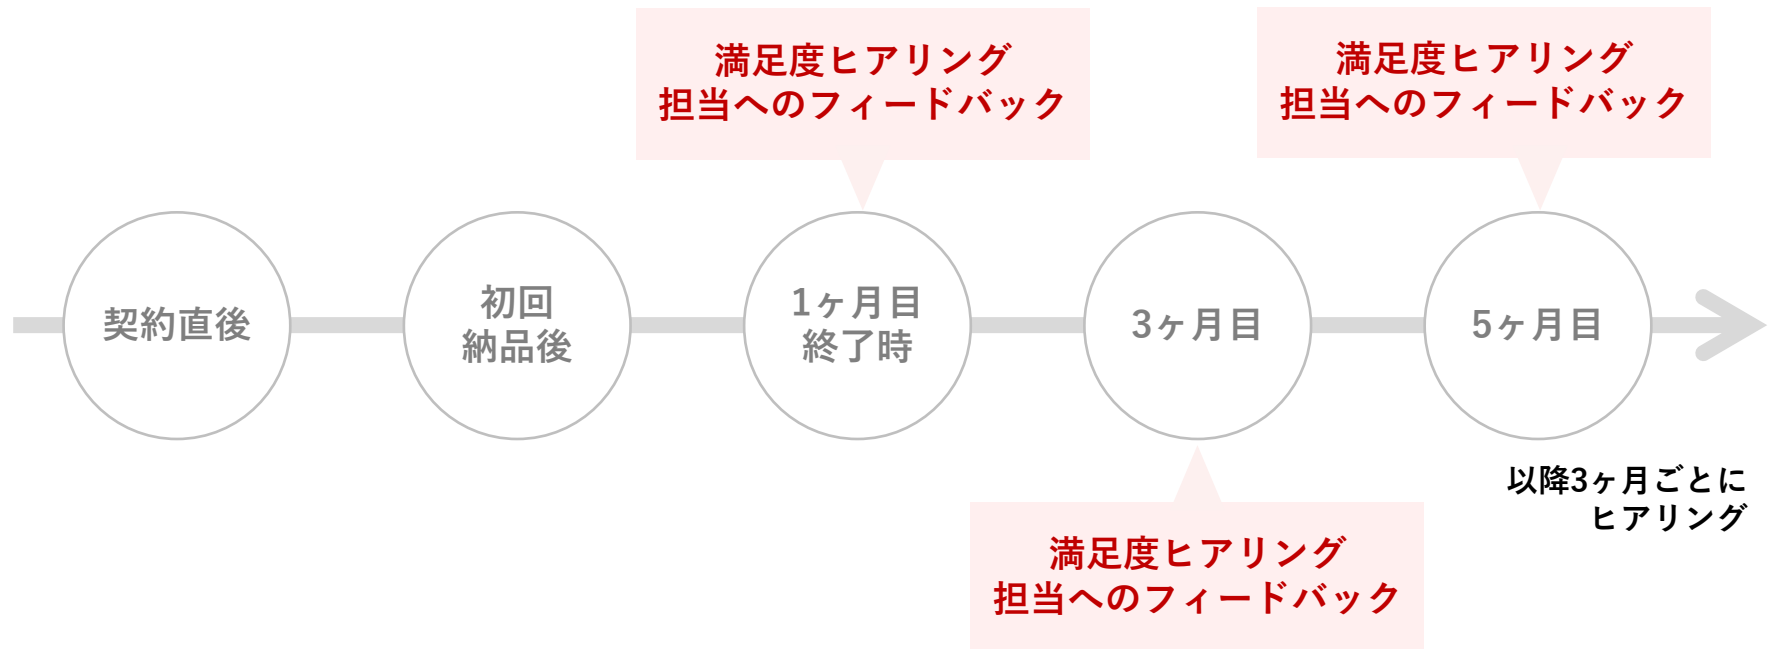 満足度ヒアリング
担当へのフィードバック
満足度ヒアリング
担当へのフィードバック
契約直後
初回
納品後
1ヶ月目
終了時
3ヶ月目
5ヶ月目
以降3ヶ月ごとに
ヒアリング
満足度ヒアリング
担当へのフィードバック